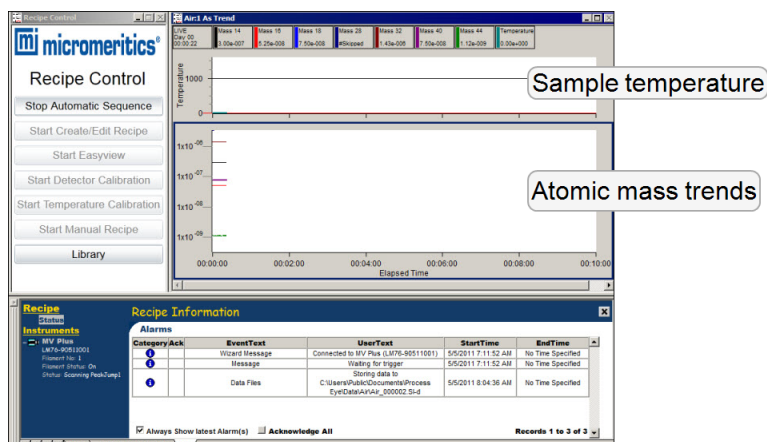 Recipe Control
mi micromeritics®
Recipe Control
Stop Automatic Sequence
Start Create/Edit Recipe
Start Easyview
Start Detector Calibration
Start Temperature Calibration
Start Manual Recipe
Library
Air:1 As Trend
LIVE Mass 14 Mass 16 Mass 18 Mass 28 Mass 32 Mass 40 Mass 44 Temperature
Day 00
00:00:22 3.00e-007 5.25e-008 7.50e-008 #Skipped 1.43e-006 7.50e-008 1.12e-009 0.00e+000
Temperature
1000
0
Sample temperature
1x10 -06
1x10 -07
1x10 -08
1x10 -09
Atomic mass trends
00:00:00 00:02:00 00:04:00 00:06:00 00:08:00 00:10:00
Elapsed Time
Recipe
Status
Instruments
MV Plus
LM76-90511001
Filament No: 1
Filament Status: On
Status: Scanning PeakJump1
Recipe Information
Alarms
Category Ack EventText UserText StartTime EndTime
Wizard Message Connected to MV Plus (LM76-90511001) 5/5/2011 7:11:52 AM No Time Specified
Message Waiting for trigger 5/5/2011 7:11:52 AM No Time Specified
Storing data to
Data Files C:\Users\Public\Documents\Process 5/5/2011 8:04:36 AM No Time Specified
Eye\Data\Air\Air_000002.SI-d
Always Show latest Alarm(s) Acknowledge All Records 1 to 3 of 3